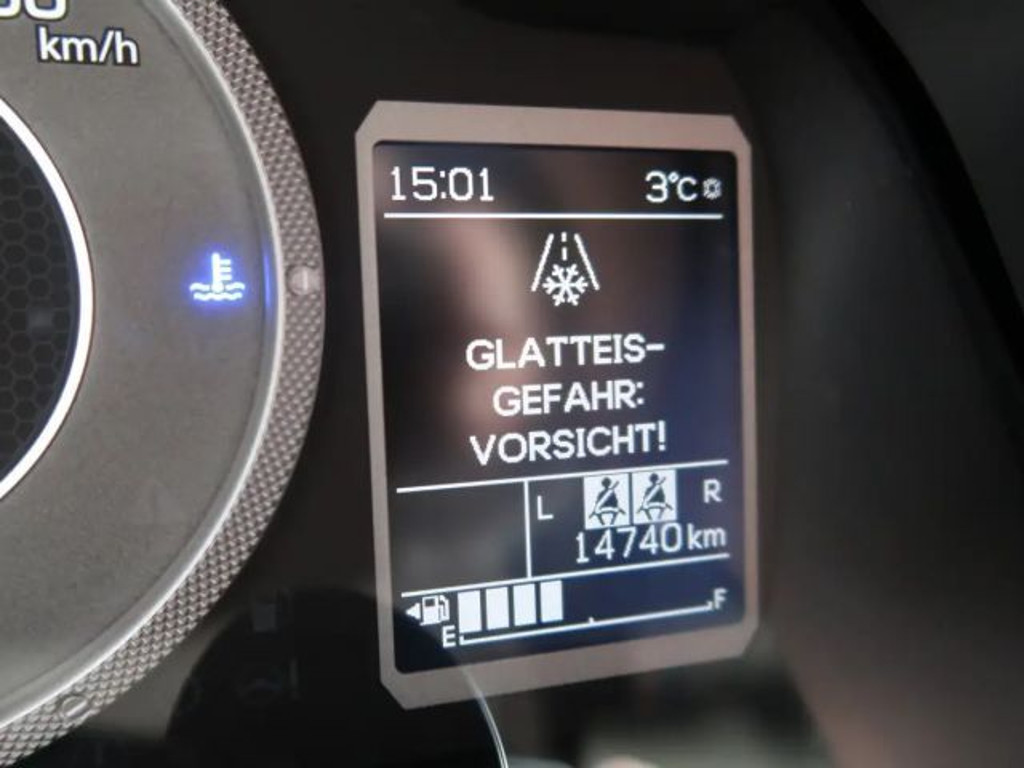 km/h
15:01 3°C
GLATTEIS-
GEFAHR:
VORSICHT!
L R
14740km
E F